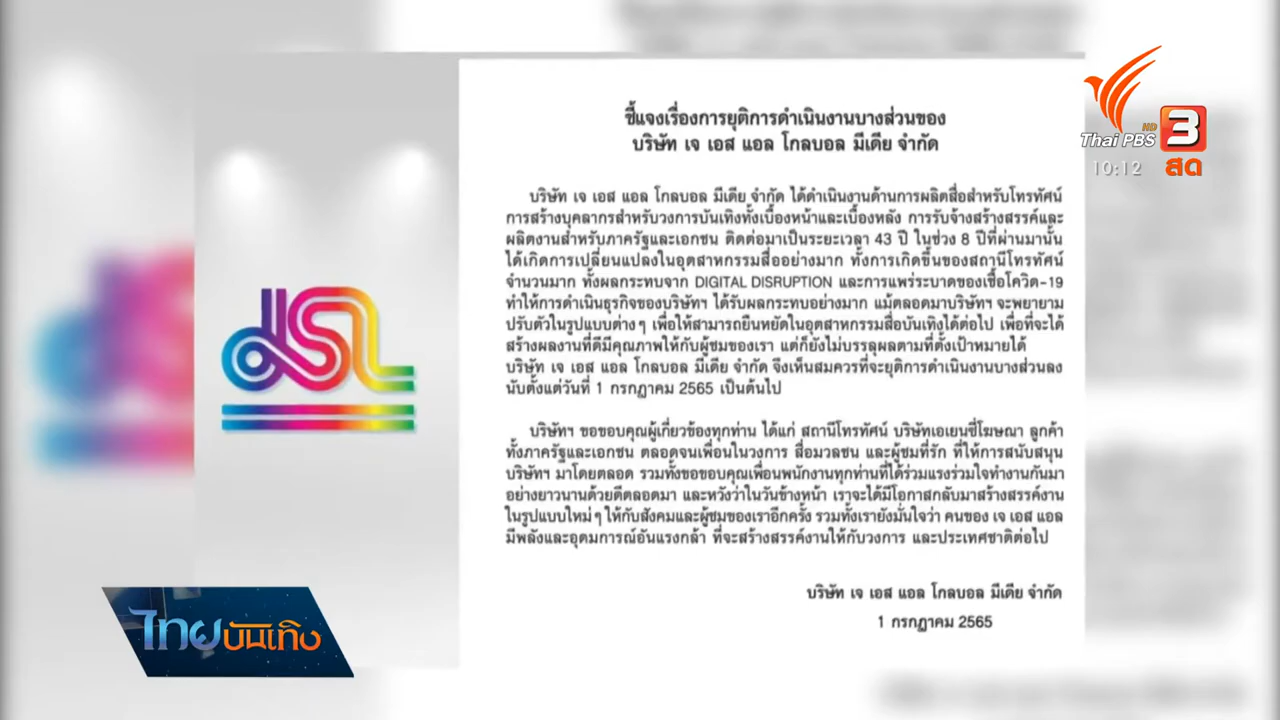 ชี้แจงเรื่องการยุติการดำเนินงานบางส่วนของ
บริษัท เจ เอส แอล โกลบอล มีเดีย จำกัด
บริษัท เจ เอส แอล โกลบอล มีเดีย จำกัด ได้ดำเนินงานด้านการผลิตสื่อสำหรับโทรทัศน์
การสร้างบุคลากรสำหรับวงการบันเทิงทั้งเบื้องหน้าและเบื้องหลัง การรับจ้างสร้างสรรค์และ
ผลิตงานสำหรับภาครัฐและเอกชน ติดต่อมาเป็นระยะเวลา 43 ปี ในช่วง 8 ปีที่ผ่านมานั้น
ได้เกิดการเปลี่ยนแปลงในอุตสาหกรรมสื่ออย่างมาก ทั้งการเกิดขึ้นของสถานีโทรทัศน์
จำนวนมาก ทั้งผลกระทบจาก DIGITAL DISRUPTION และการแพร่ระบาดของเชื้อโควิด-19
ทำให้การดำเนินธุรกิจของบริษัทฯ ได้รับผลกระทบอย่างมาก แม้ตลอดมาบริษัทฯ จะพยายาม
ปรับตัวในรูปแบบต่างๆ เพื่อให้สามารถยืนหยัดในอุตสาหกรรมสื่อบันเทิงได้ต่อไป เพื่อที่จะได้
สร้างผลงานที่ดีมีคุณภาพให้กับผู้ชมของเรา แต่ก็ยังไม่บรรลุผลตามที่ตั้งเป้าหมายได้
บริษัท เจ เอส แอล โกลบอล มีเดีย จำกัด จึงเห็นสมควรที่จะยุติการดำเนินงานบางส่วนลง
นับตั้งแต่วันที่ 1 กรกฎาคม 2565 เป็นต้นไป
บริษัทฯ ขอขอบคุณผู้เกี่ยวข้องทุกท่าน ได้แก่ สถานีโทรทัศน์ บริษัทเอเยนซี่โฆษณา ลูกค้า
ทั้งภาครัฐและเอกชน ตลอดจนเพื่อนในวงการ สื่อมวลชน และผู้ชมที่รัก ที่ให้การสนับสนุน
บริษัทฯ มาโดยตลอด รวมทั้งขอขอบคุณเพื่อนพนักงานทุกท่านที่ได้ร่วมแรงร่วมใจทำงานกันมา
อย่างยาวนานด้วยดีตลอดมา และหวังว่าในวันข้างหน้า เราจะได้มีโอกาสกลับมาสร้างสรรค์งาน
ในรูปแบบใหม่ๆ ให้กับสังคมและผู้ชมของเราอีกครั้ง รวมทั้งเรายังมั่นใจว่า คนของ เจ เอส แอล
มีพลังและอุดมการณ์อันแรงกล้า ที่จะสร้างสรรค์งานให้กับวงการ และประเทศชาติต่อไป
บริษัท เจ เอส แอล โกลบอล มีเดีย จำกัด
1 กรกฎาคม 2565
JSL
ไทยบันเทิง
Thai PBS HD 3
10:12 สด